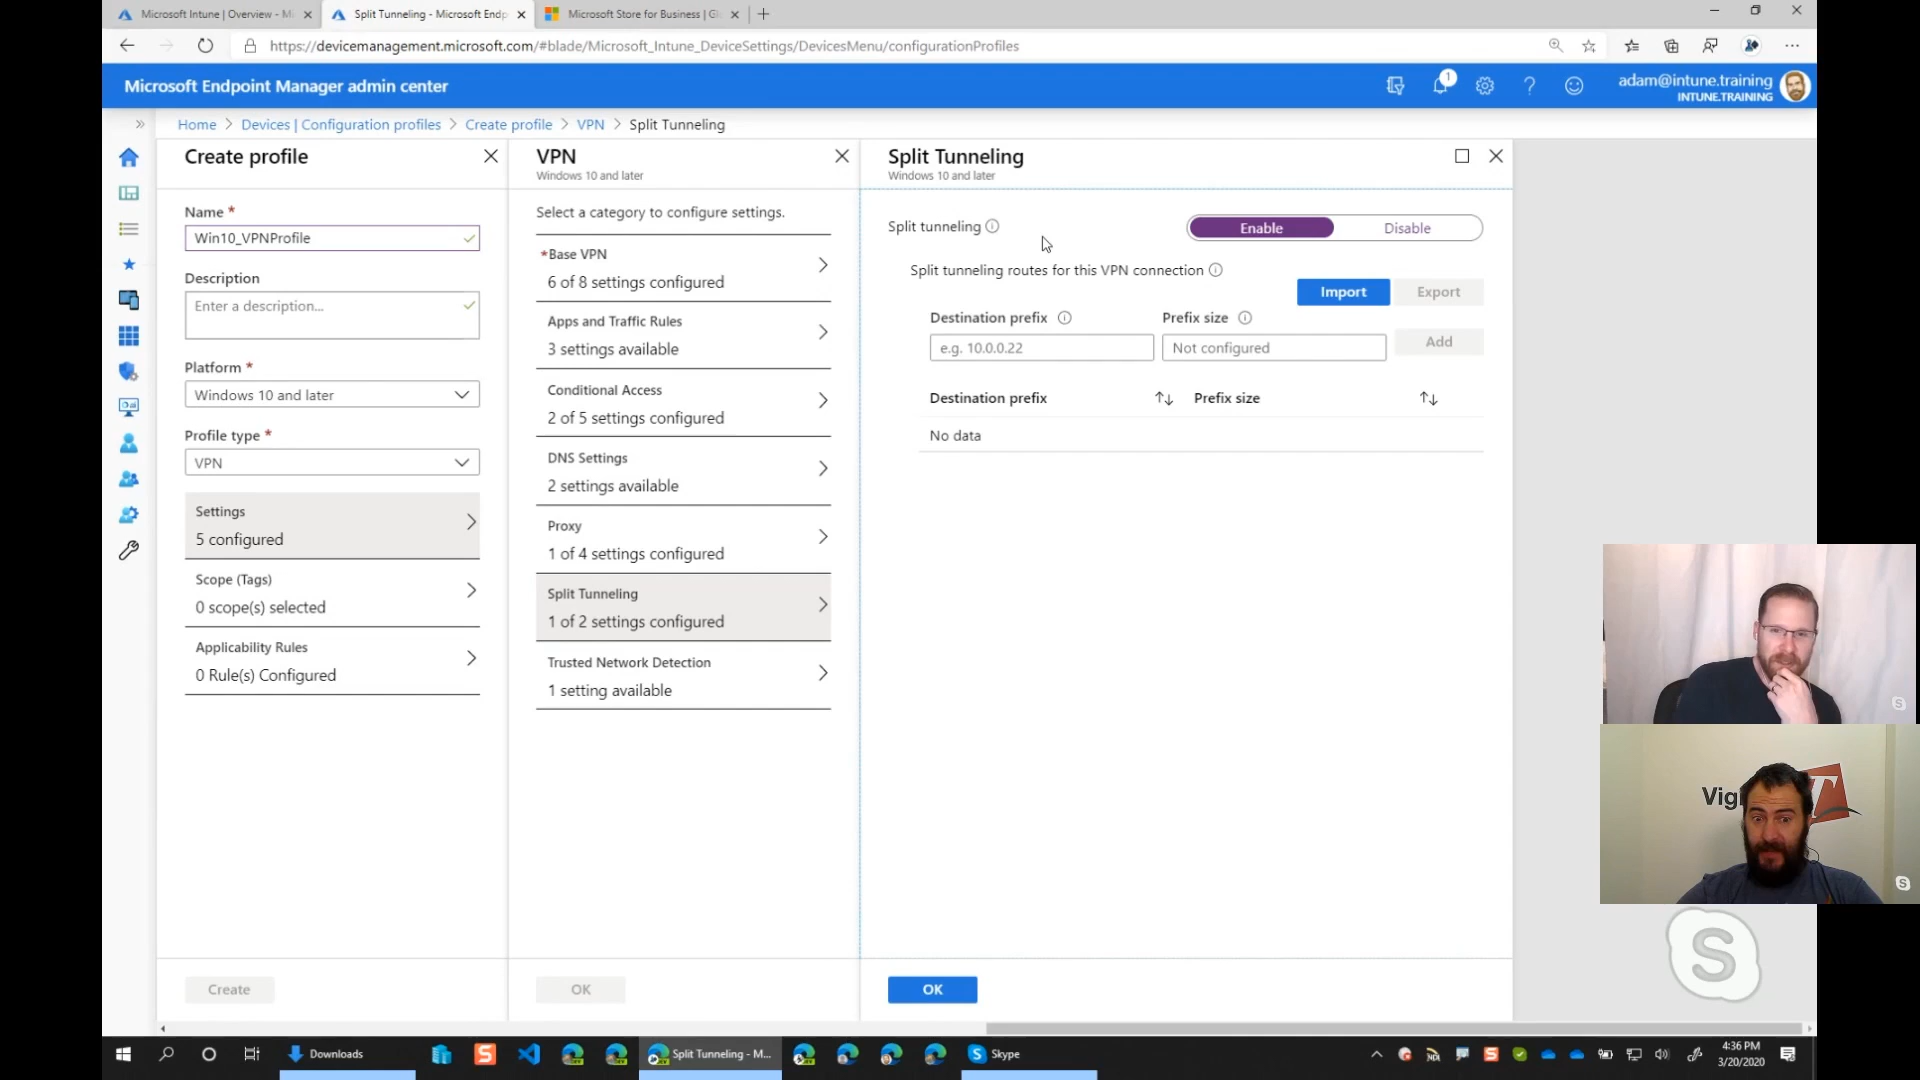 Microsoft Intune | Overview - M
Split Tunneling - Microsoft Endp
Microsoft Store for Business | G
https://devicemanagement.microsoft.com/#blade/Microsoft_Intune_DeviceSettings/DevicesMenu/configurationProfiles
Microsoft Endpoint Manager admin center
1
adam@intune.training
INTUNE.TRAINING
Home > Devices | Configuration profiles > Create profile > VPN > Split Tunneling
Create profile
Name *
Win10_VPNProfile
Description
Enter a description...
Platform *
Windows 10 and later
Profile type *
VPN
Settings
5 configured
Scope (Tags)
0 scope(s) selected
Applicability Rules
0 Rule(s) Configured
Create
VPN
Windows 10 and later
Select a category to configure settings.
*Base VPN
6 of 8 settings configured
Apps and Traffic Rules
3 settings available
Conditional Access
2 of 5 settings configured
DNS Settings
2 settings available
Proxy
1 of 4 settings configured
Split Tunneling
1 of 2 settings configured
Trusted Network Detection
1 setting available
OK
Split Tunneling
Windows 10 and later
Split tunneling
Enable Disable
Split tunneling routes for this VPN connection
Import Export
Destination prefix Prefix size
e.g. 10.0.0.22 Not configured Add
Destination prefix Prefix size
No data
OK
Vig
T
S
Downloads
Split Tunneling - M...
Skype
4:36 PM
3/20/2020